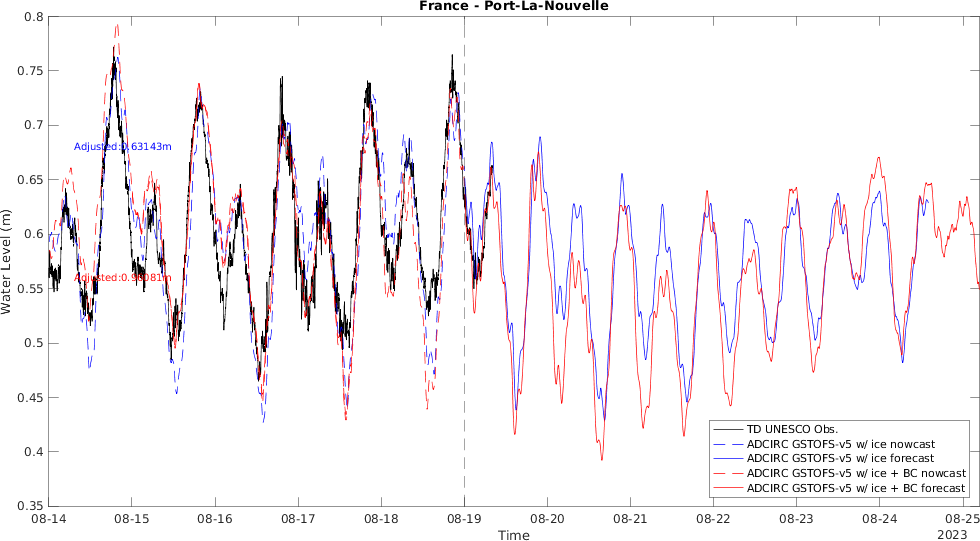 France - Port-La-Nouvelle
0.8
0.75
0.7
0.65
0.6
0.55
0.5
0.45
0.4
0.35
Water Level (m)
Adjusted:0.63143m
TD UNESCO Obs.
ADCIRC GSTOFS-v5 w/ ice nowcast
ADCIRC GSTOFS-v5 w/ ice forecast
ADCIRC GSTOFS-v5 w/ ice + BC nowcast
ADCIRC GSTOFS-v5 w/ ice + BC forecast
08-14 08-15 08-16 08-17 08-18 08-19 08-20 08-21 08-22 08-23 08-24 08-25
Time
2023